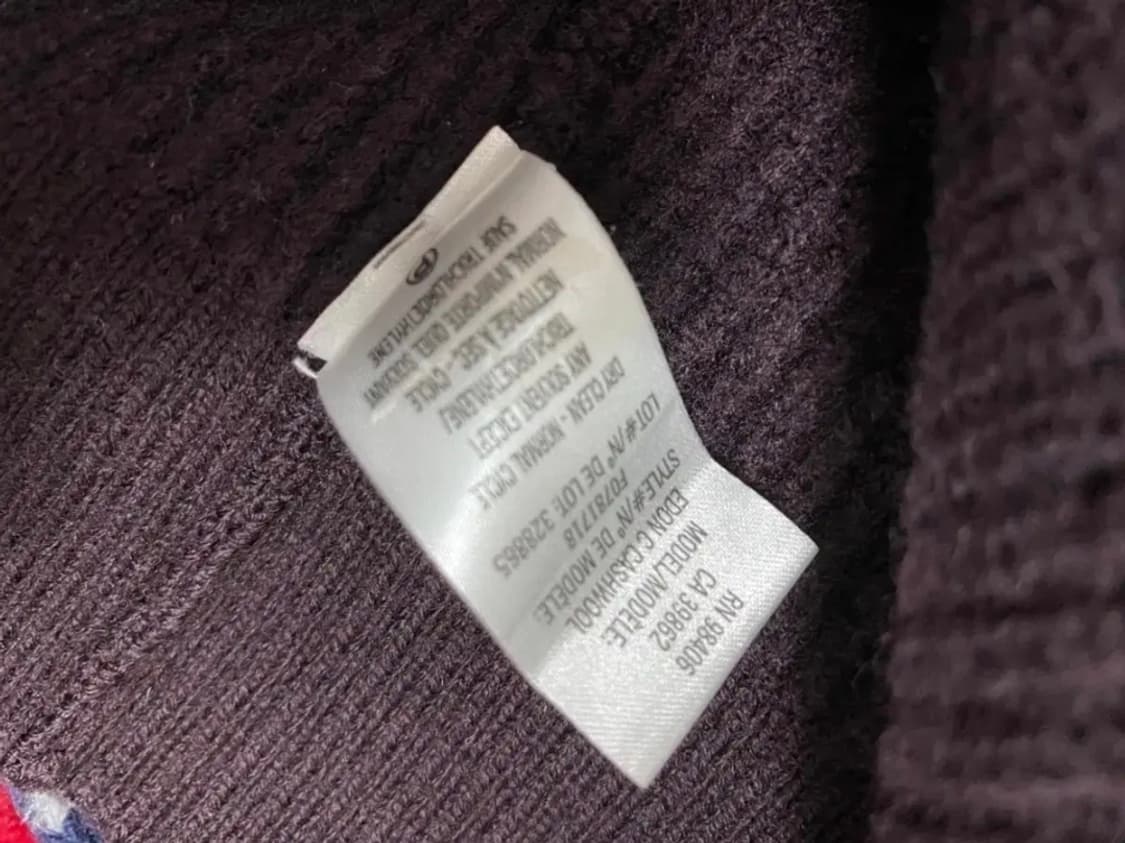 RN 98406
CA 39862
MODEL/MODELE:
EDON C CASHWOOL
STYLE#/N° DE MODÈLE:
F0781718
LOT#/N° DE LOT: 328865
DRY CLEAN - NORMAL CYCLE
ANY SOLVENT EXCEPT
TRICHLOROETHYLENE/
NETTOYAGE À SEC - CYCLE
NORMAL N'IMPORTE QUEL SOLVANT
SAUF TRICHLOROETHYLENE
P